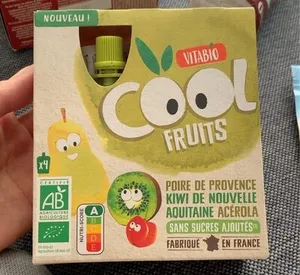 NOUVEAU !
VITABIO
COOL
FRUITS
x4
POIRE DE PROVENCE
KIWI DE NOUVELLE
AQUITAINE ACÉROLA
SANS SUCRES AJOUTÉS*
FABRIQUÉ EN FRANCE
CERTIFIÉ
AB
AGRICULTURE
BIOLOGIQUE
NUTRI-SCORE
A
B
C
D
E